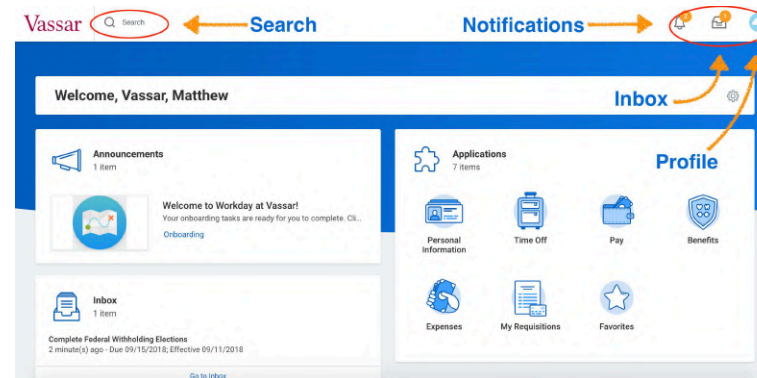 Vassar
Search
Search
Notifications
1
Welcome, Vassar, Matthew
Inbox
Profile
Announcements
1 item
Welcome to Workday at Vassar!
Your onboarding tasks are ready for you to complete. Cli...
Onboarding
Applications
7 items
Personal Information
Time Off
Pay
Benefits
Expenses
My Requisitions
Favorites
Inbox
1 item
Complete Federal Withholding Elections
2 minute(s) ago - Due 09/15/2018; Effective 09/11/2018
Go to Inbox